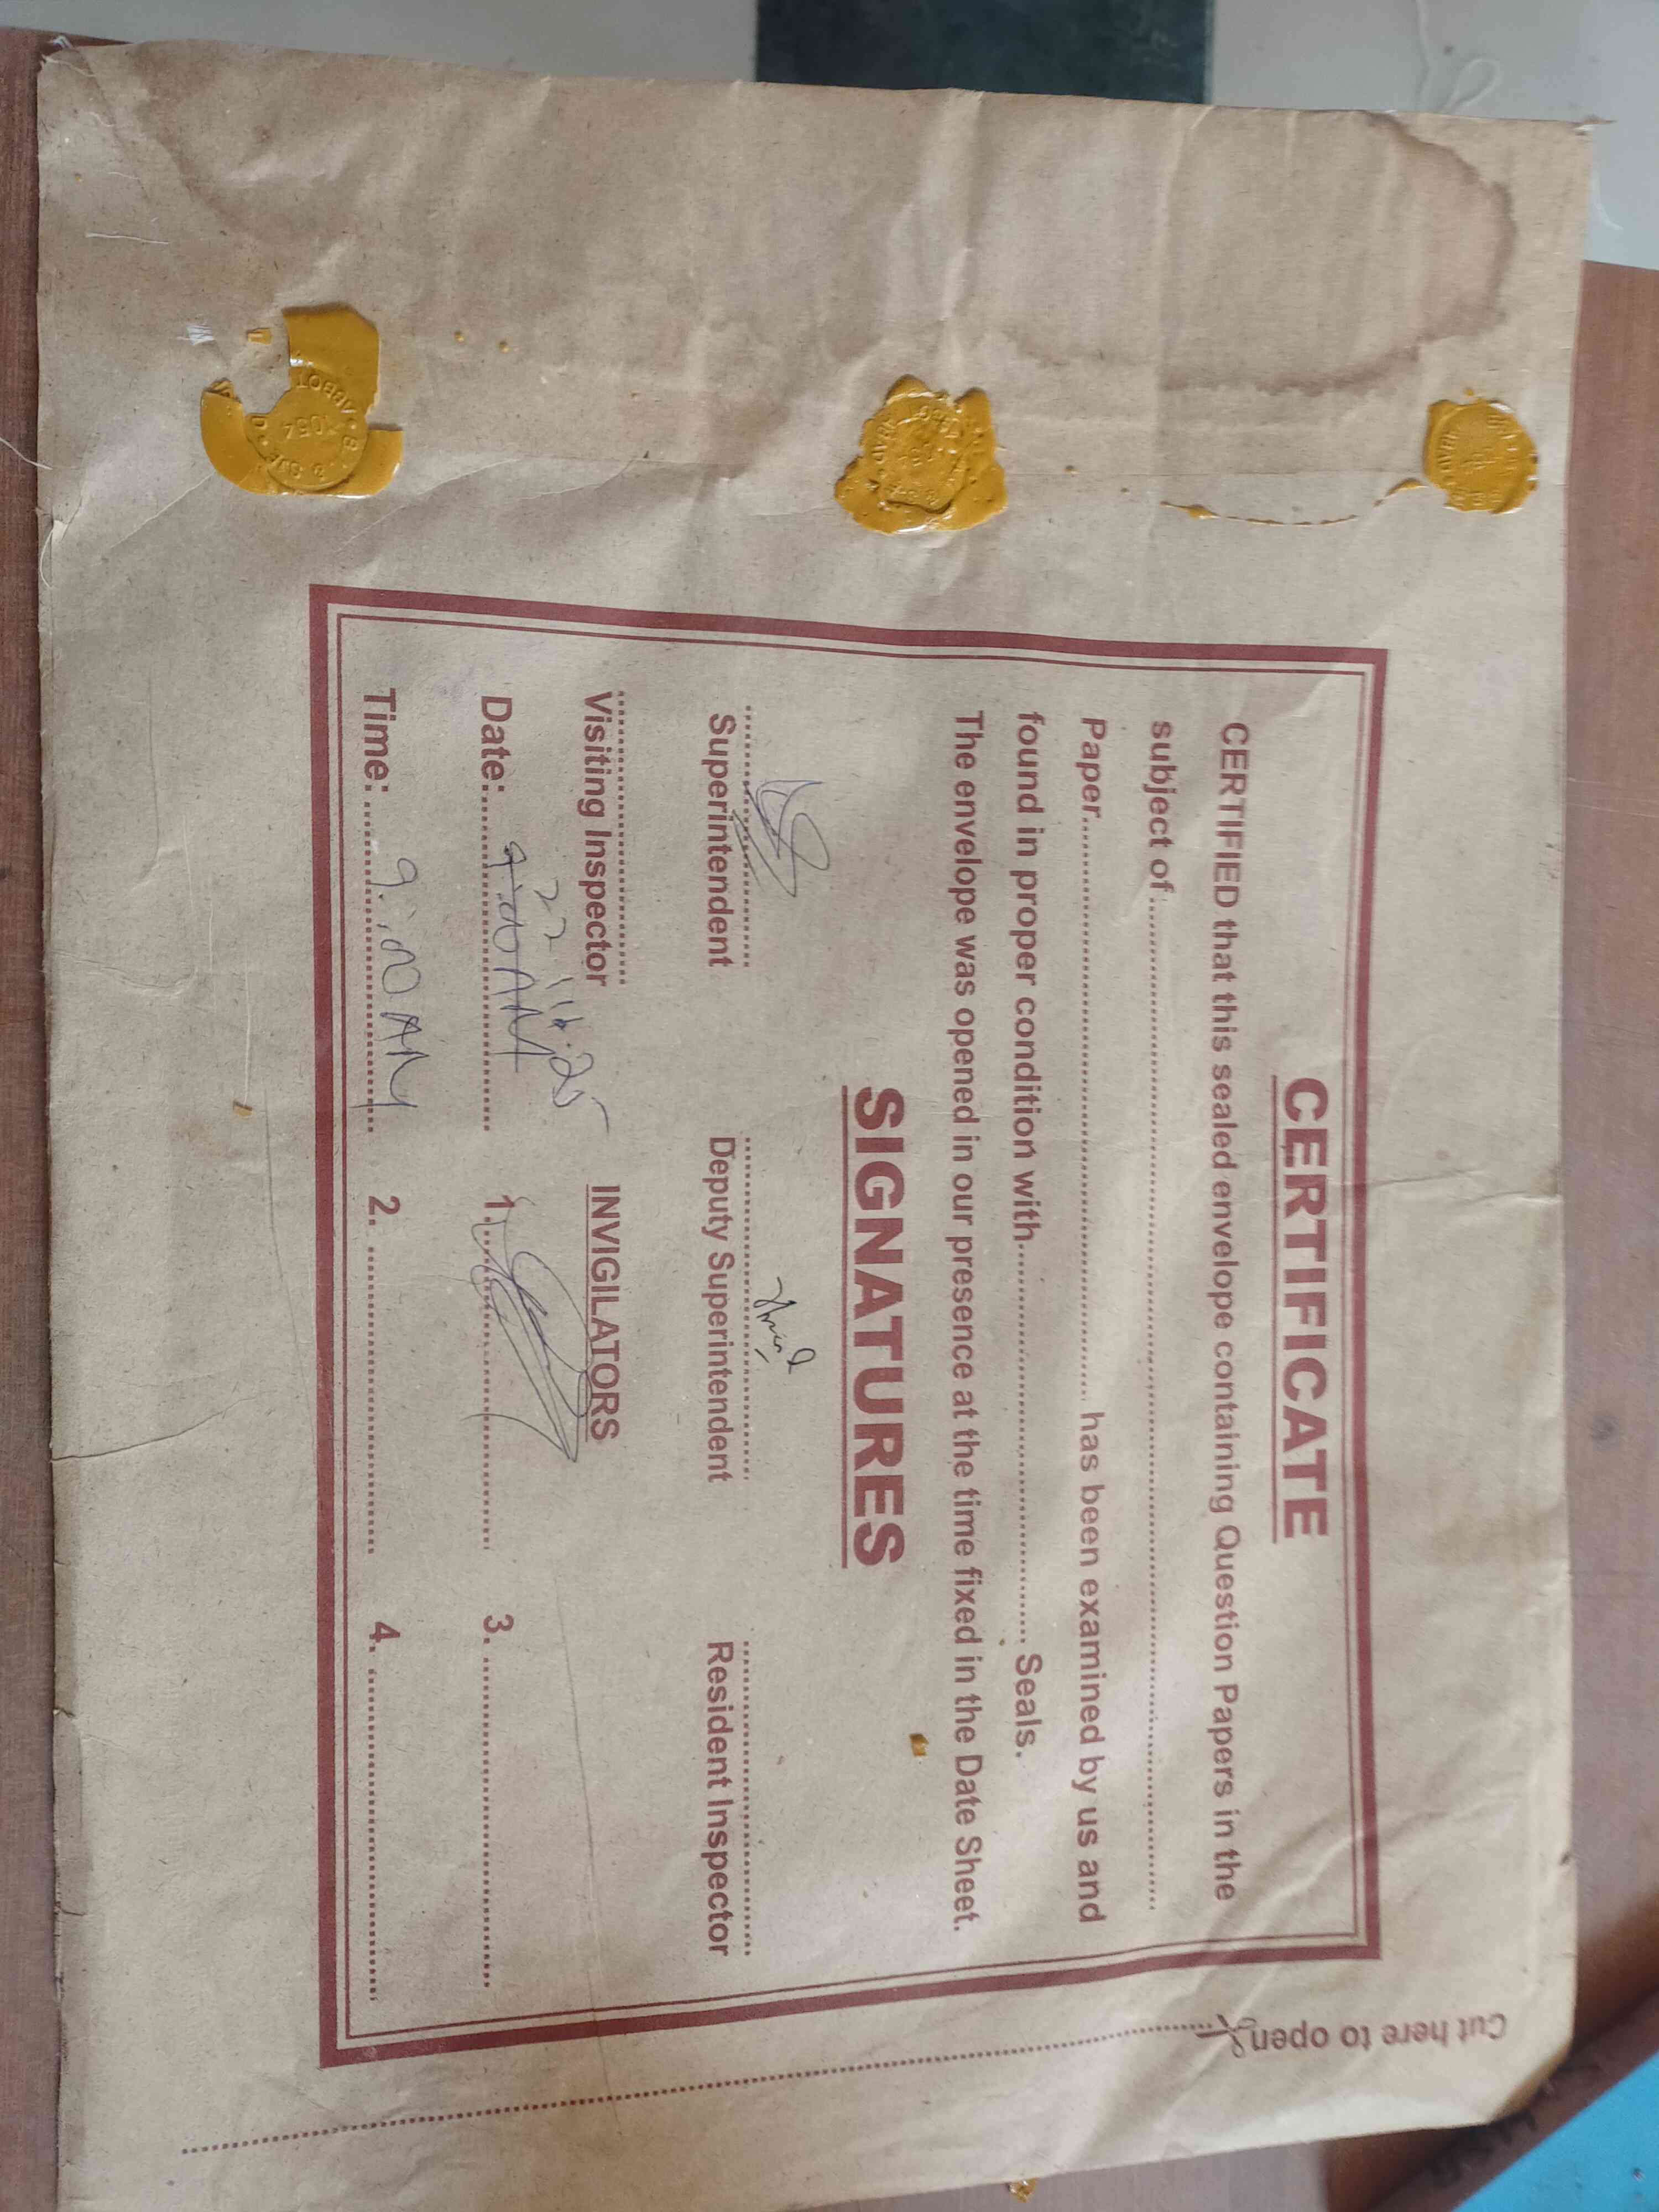 CERTIFICATE
CERTIFIED that this sealed envelope containing Question Papers in the
subject of
Paper has been examined by us and
found in proper condition with Seals.
The envelope was opened in our presence at the time fixed in the Date Sheet.
SIGNATURES
Superintendent Deputy Superintendent Resident Inspector
Visiting Inspector INVIGILATORS
Date: 9:00 AM 1. 3.
Time: 9:00 AM 2. 4.
Cut here to open